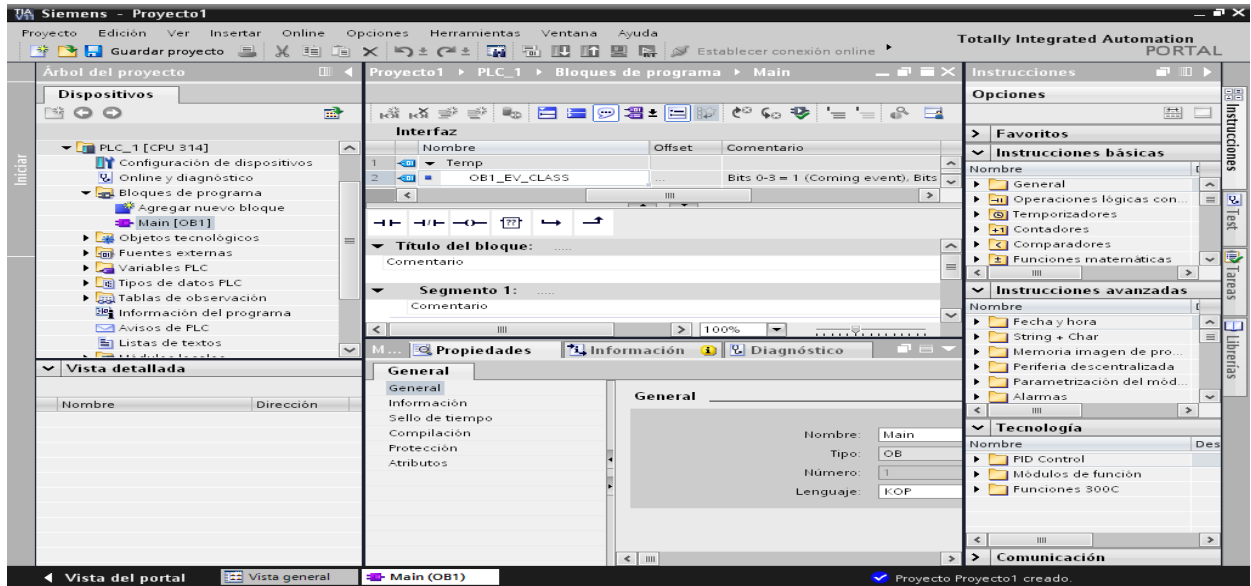 Siemens - Proyecto1
Proyecto Edición Ver Insertar Online Opciones Herramientas Ventana Ayuda
Guardar proyecto
Establecer conexión online
Totally Integrated Automation
PORTAL
Iniciar
Árbol del proyecto
Dispositivos
PLC_1 [CPU 314]
Configuración de dispositivos
Online y diagnóstico
Bloques de programa
Agregar nuevo bloque
Main [OB1]
Objetos tecnológicos
Fuentes externas
Variables PLC
Tipos de datos PLC
Tablas de observación
Información del programa
Avisos de PLC
Listas de textos
Vista detallada
Nombre Dirección
Proyecto1 PLC_1 Bloques de programa Main
Interfaz
Nombre Offset Comentario
1 Temp
2 OB1_EV_CLASS ... Bits 0-3 = 1 (Coming event), Bits
??
Título del bloque: .....
Comentario
Segmento 1: .....
Comentario
100%
M... Propiedades Información Diagnóstico
General
General
Información
Sello de tiempo
Compilación
Protección
Atributos
General
Nombre: Main
Tipo: OB
Número: 1
Lenguaje: KOP
Instrucciones
Opciones
Favoritos
Instrucciones básicas
Nombre
General
Operaciones lógicas con...
Temporizadores
Contadores
Comparadores
Funciones matemáticas
Instrucciones avanzadas
Nombre
Fecha y hora
String + Char
Memoria imagen de pro...
Periferia descentralizada
Parametrización del mód...
Alarmas
Tecnología
Nombre Des
PID Control
Módulos de función
Funciones 300C
Comunicación
Instrucciones
Test
Tareas
Librerías
Vista del portal
Vista general
Main (OB1)
Proyecto Proyecto1 creado.